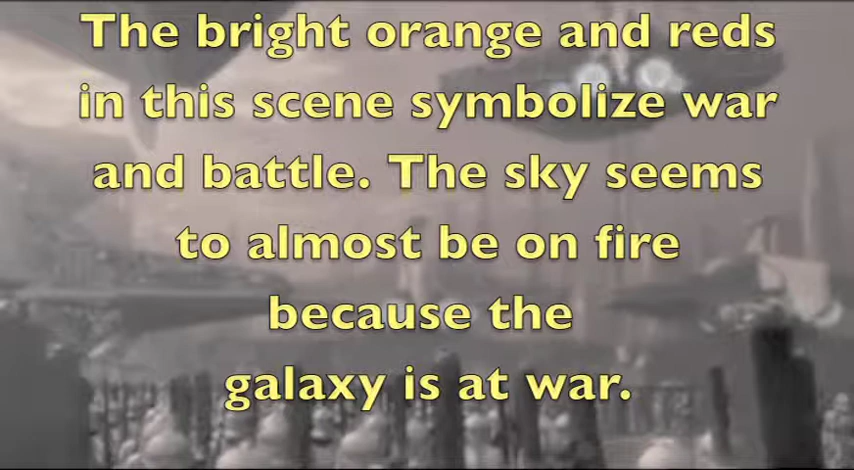 The bright orange and reds
in this scene symbolize war
and battle. The sky seems
to almost be on fire
because the
galaxy is at war.